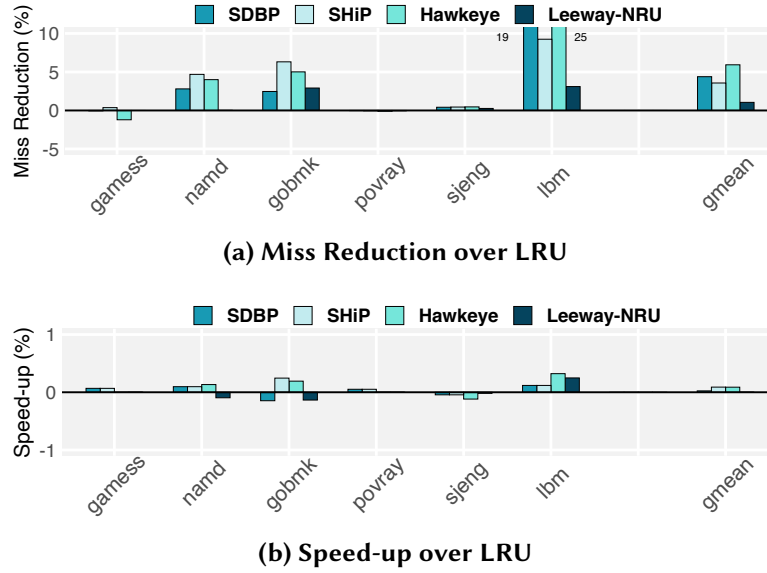 SDBP SHiP Hawkeye Leeway-NRU
Miss Reduction (%)
10
5
0
-5
19
25
gamess namd gobmk povray sjeng lbm gmean
(a) Miss Reduction over LRU
SDBP SHiP Hawkeye Leeway-NRU
Speed-up (%)
1
0
-1
gamess namd gobmk povray sjeng lbm gmean
(b) Speed-up over LRU